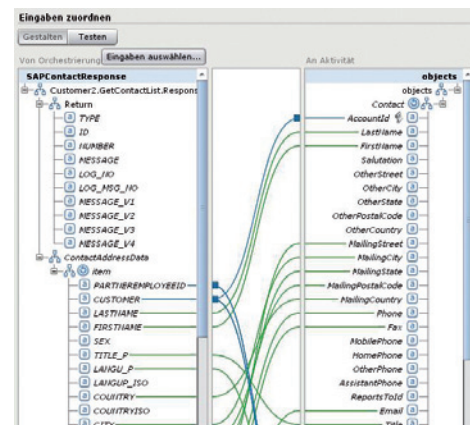 Eingaben zuordnen
Gestalten
Testen
Von Orchestrierung
Eingaben auswählen...
An Aktivität
SAPContactResponse
Customer2.GetContactList.Respons
Return
TYPE
ID
NUMBER
MESSAGE
LOG_NO
LOG_MSG_NO
MESSAGE_V1
MESSAGE_V2
MESSAGE_V3
MESSAGE_V4
ContactAddressData
item
PARTNEREMPLOYEEID
CUSTOMER
LASTNAME
FIRSTNAME
SEX
TITLE_P
LANGU_P
LANGUP_ISO
COUNTRY
COUNTRYISO
CITY
objects
objects
Contact
AccountId
LastName
FirstName
Salutation
OtherStreet
OtherCity
OtherState
OtherPostalCode
OtherCountry
MailingStreet
MailingCity
MailingState
MailingPostalCode
MailingCountry
Phone
Fax
MobilePhone
HomePhone
OtherPhone
AssistantPhone
ReportsToId
Email
Title